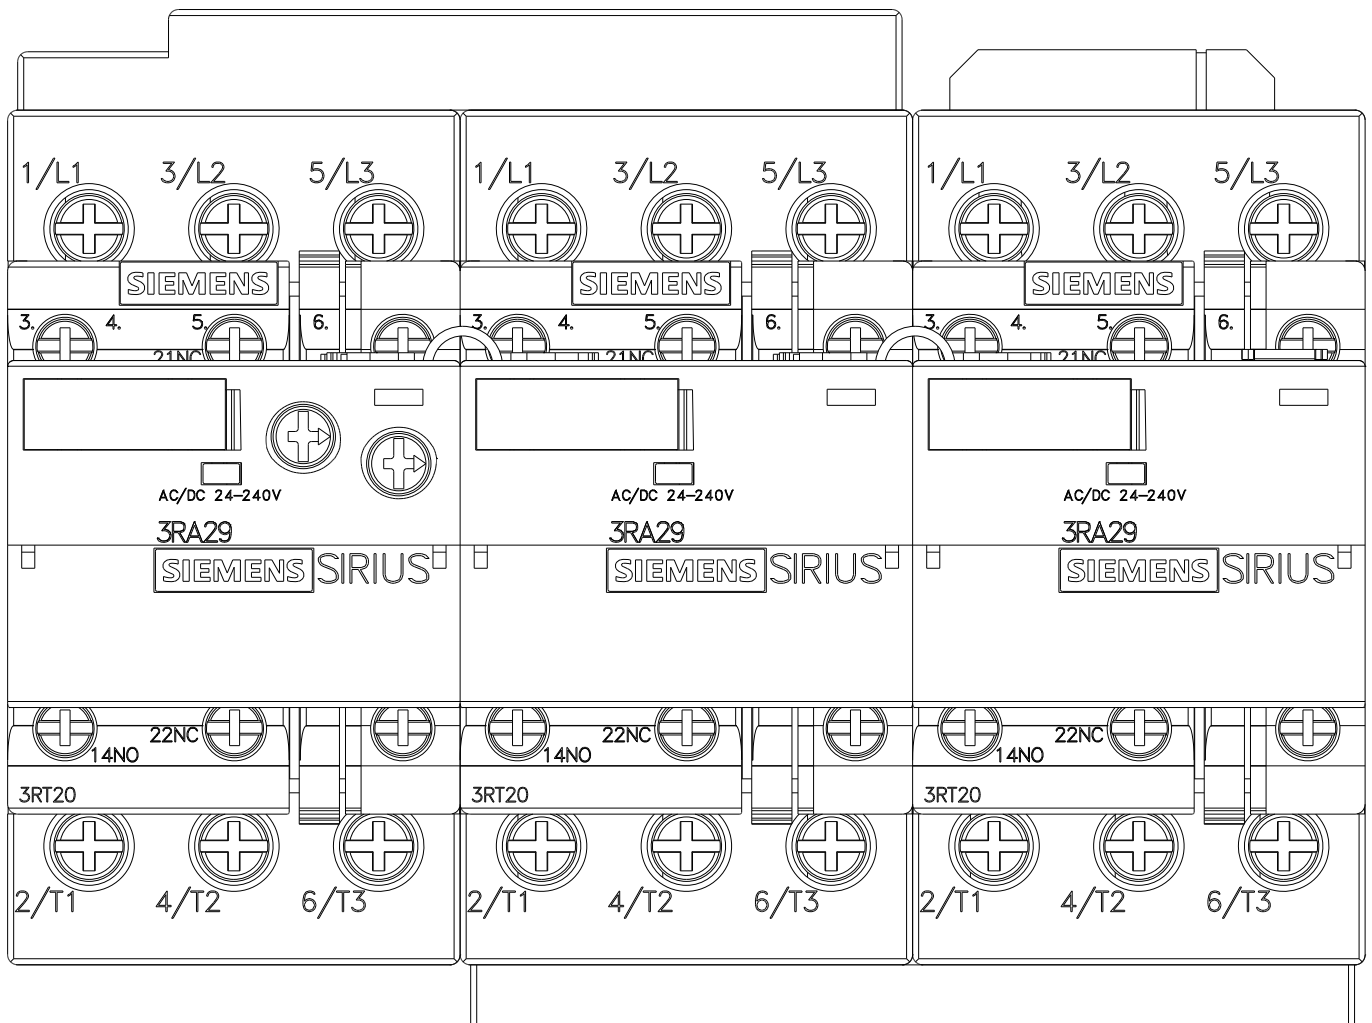 1/L1 3/L2 5/L3 1/L1 3/L2 5/L3 1/L1 3/L2 5/L3
SIEMENS SIEMENS SIEMENS
3. 4. 5. 6. 3. 4. 5. 6. 3. 4. 5. 6.
21NC 21NC 21NC
AC/DC 24-240V AC/DC 24-240V AC/DC 24-240V
3RA29 3RA29 3RA29
SIEMENS SIRIUS SIEMENS SIRIUS SIEMENS SIRIUS
22NC 22NC 22NC
14NO 14NO 14NO
3RT20 3RT20 3RT20
2/T1 4/T2 6/T3 2/T1 4/T2 6/T3 2/T1 4/T2 6/T3